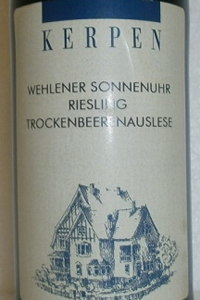 KERPEN
WEHLENER SONNENUHR
RIESLING
TROCKENBEERENAUSLESE